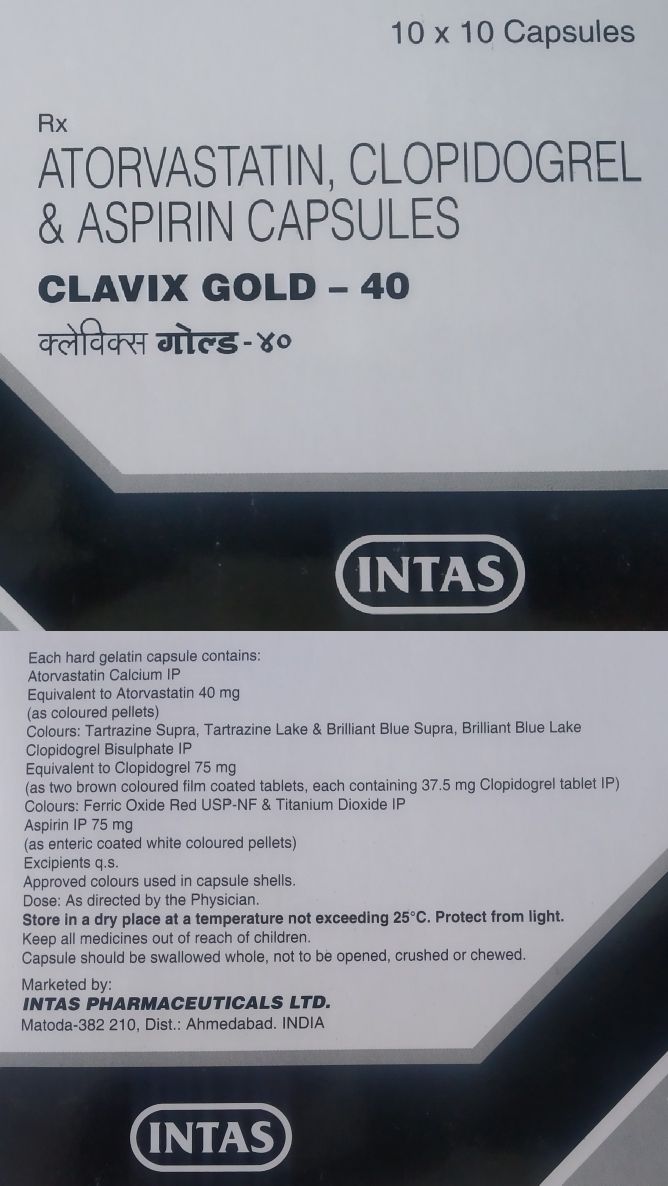 10 x 10 Capsules
Rx
ATORVASTATIN, CLOPIDOGREL
& ASPIRIN CAPSULES
CLAVIX GOLD – 40
क्लेविक्स गोल्ड-४०
INTAS
Each hard gelatin capsule contains:
Atorvastatin Calcium IP
Equivalent to Atorvastatin 40 mg
(as coloured pellets)
Colours: Tartrazine Supra, Tartrazine Lake & Brilliant Blue Supra, Brilliant Blue Lake
Clopidogrel Bisulphate IP
Equivalent to Clopidogrel 75 mg
(as two brown coloured film coated tablets, each containing 37.5 mg Clopidogrel tablet IP)
Colours: Ferric Oxide Red USP-NF & Titanium Dioxide IP
Aspirin IP 75 mg
(as enteric coated white coloured pellets)
Excipients q.s.
Approved colours used in capsule shells.
Dose: As directed by the Physician.
Store in a dry place at a temperature not exceeding 25°C. Protect from light.
Keep all medicines out of reach of children.
Capsule should be swallowed whole, not to be opened, crushed or chewed.
Marketed by:
INTAS PHARMACEUTICALS LTD.
Matoda-382 210, Dist.: Ahmedabad. INDIA
INTAS